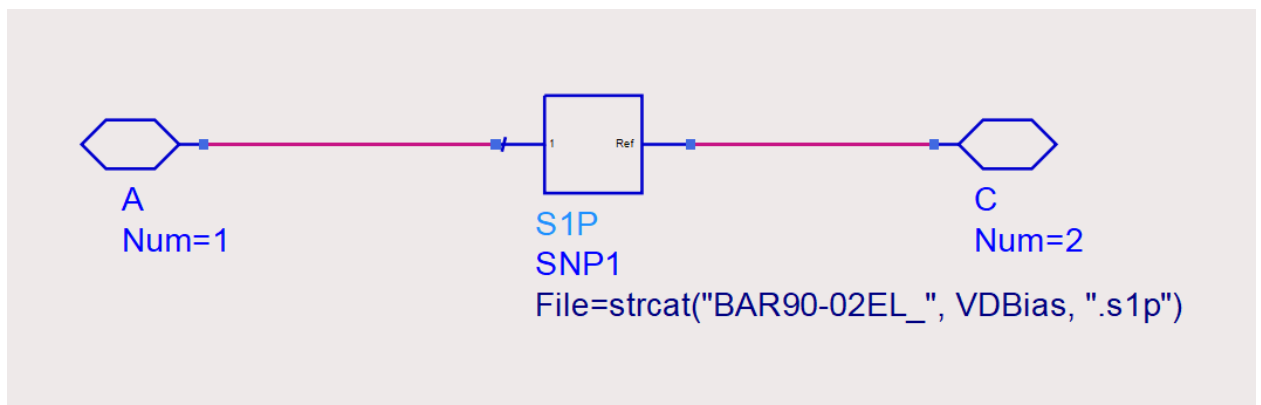 1
Ref
A
Num=1
S1P
SNP1
File=strcat("BAR90-02EL_", VDBias, ".s1p")
C
Num=2